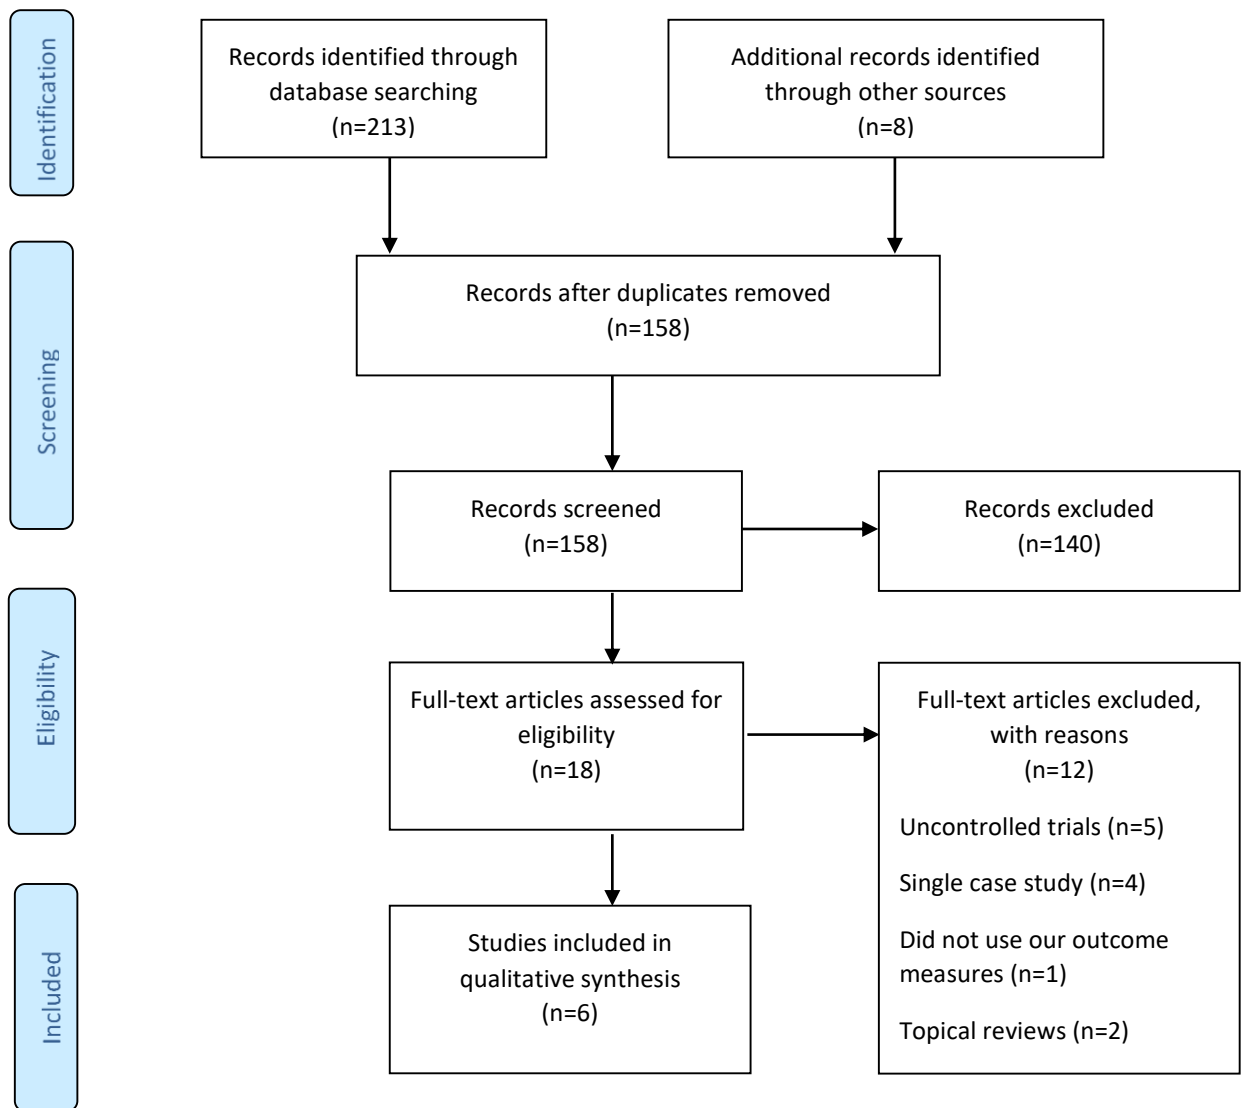 Identification
Records identified through
database searching
(n=213)
Additional records identified
through other sources
(n=8)
Screening
Records after duplicates removed
(n=158)
Records screened
(n=158)
Records excluded
(n=140)
Eligibility
Full-text articles assessed for
eligibility
(n=18)
Full-text articles excluded,
with reasons
(n=12)
Uncontrolled trials (n=5)
Single case study (n=4)
Did not use our outcome
measures (n=1)
Topical reviews (n=2)
Included
Studies included in
qualitative synthesis
(n=6)